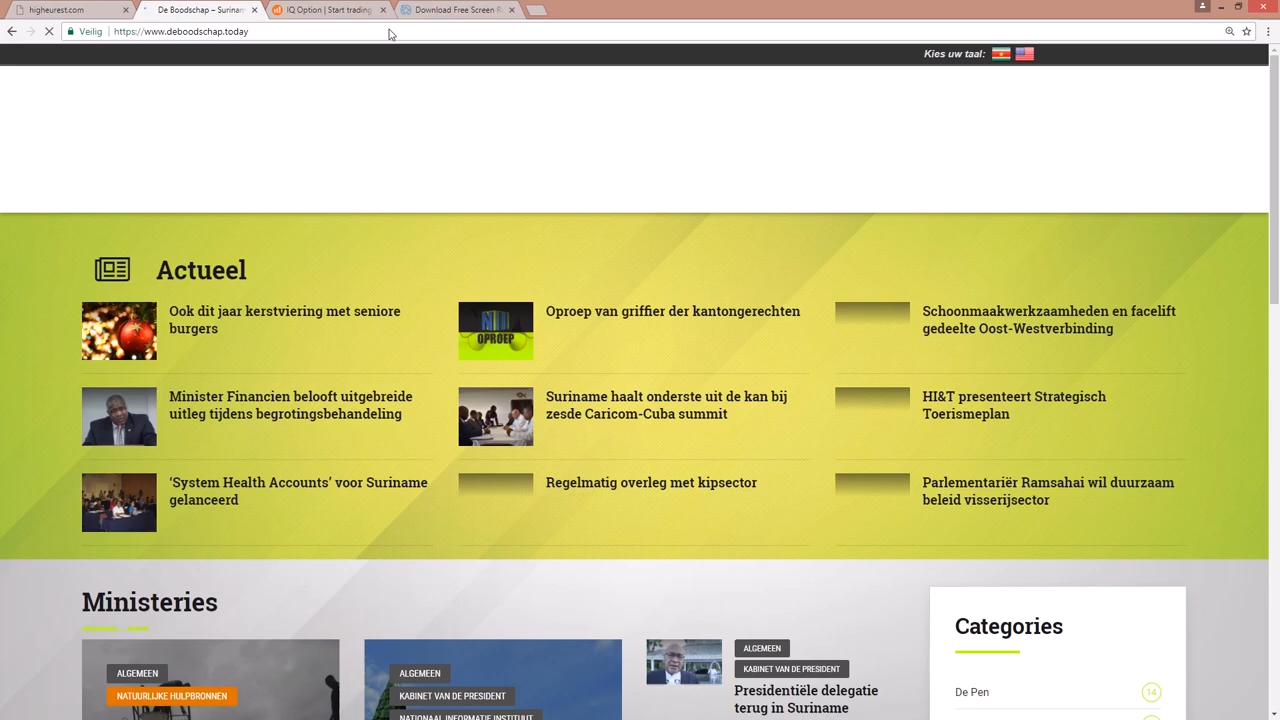 higheurest.com
De Boodschap – Surinam
IQ Option | Start trading
Download Free Screen R
Veilig
https://www.deboodschap.today
Kies uw taal:
Actueel
Ook dit jaar kerstviering met seniore
burgers
OPROEP
Oproep van griffier der kantongerechten
Schoonmaakwerkzaamheden en facelift
gedeelte Oost-Westverbinding
Minister Financien belooft uitgebreide
uitleg tijdens begrotingsbehandeling
Suriname haalt onderste uit de kan bij
zesde Caricom-Cuba summit
HI&T presenteert Strategisch
Toerismeplan
‘System Health Accounts’ voor Suriname
gelanceerd
Regelmatig overleg met kipsector
Parlementariër Ramsahai wil duurzaam
beleid visserijsector
Ministeries
ALGEMEEN
NATUURLIJKE HULPBRONNEN
ALGEMEEN
KABINET VAN DE PRESIDENT
NATIONAAL INFORMATIE INSTITUUT
ALGEMEEN
KABINET VAN DE PRESIDENT
Presidentiële delegatie
terug in Suriname
Categories
De Pen
14